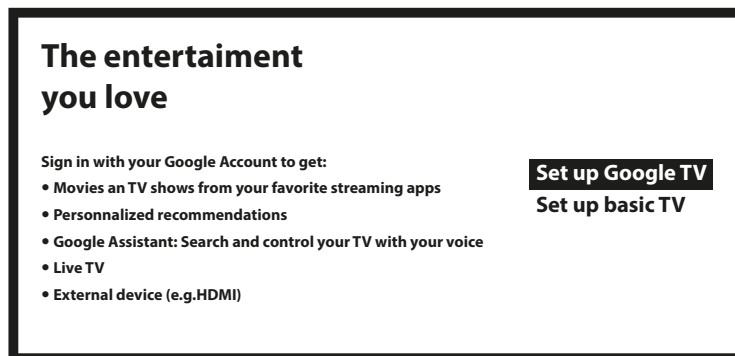 The entertaiment
you love
Sign in with your Google Account to get:
• Movies an TV shows from your favorite streaming apps
• Personnalized recommendations
• Google Assistant: Search and control your TV with your voice
• Live TV
• External device (e.g.HDMI)
Set up Google TV
Set up basic TV